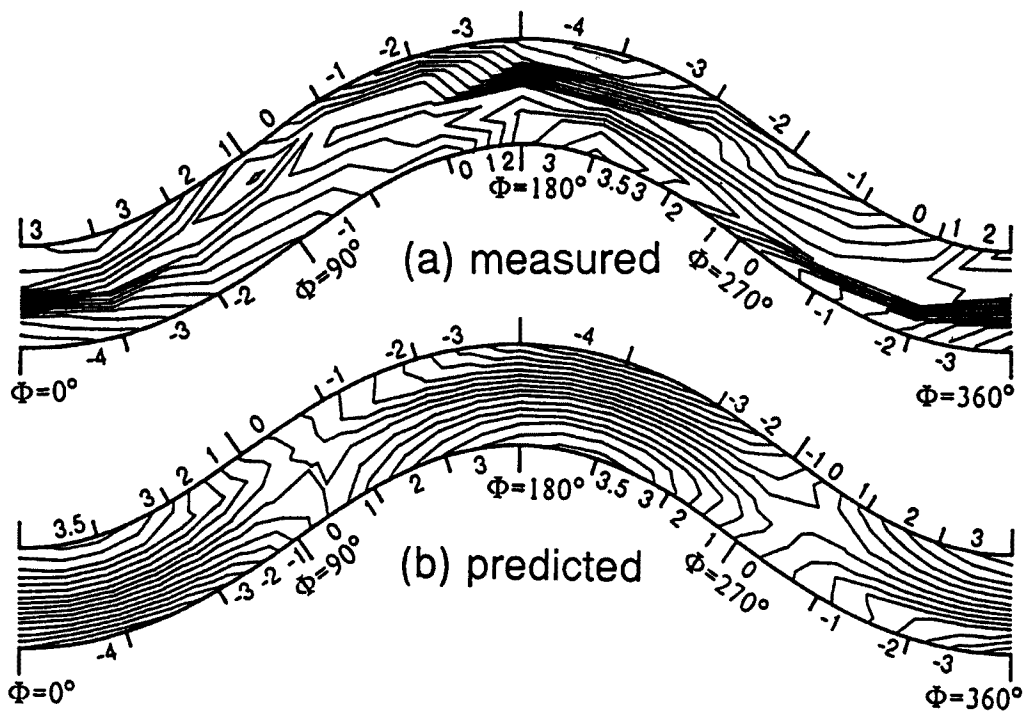 3 3 2 1 0 -1 -2 -3 -4 -3 -2 -1 0 1 2
-4 -3 -2 -1 0 1 2 3 3.5 3 2 1 0 -1 -2 -3
Φ=0° Φ=90° Φ=180° Φ=270° Φ=360°
(a) measured
3.5 3 2 1 0 -1 -2 -3 -4 -3 -2 -1 0 1 2 3
-4 -3 -2 -1 0 1 2 3 3.5 3 2 1 0 -1 -2 -3
Φ=0° Φ=90° Φ=180° Φ=270° Φ=360°
(b) predicted